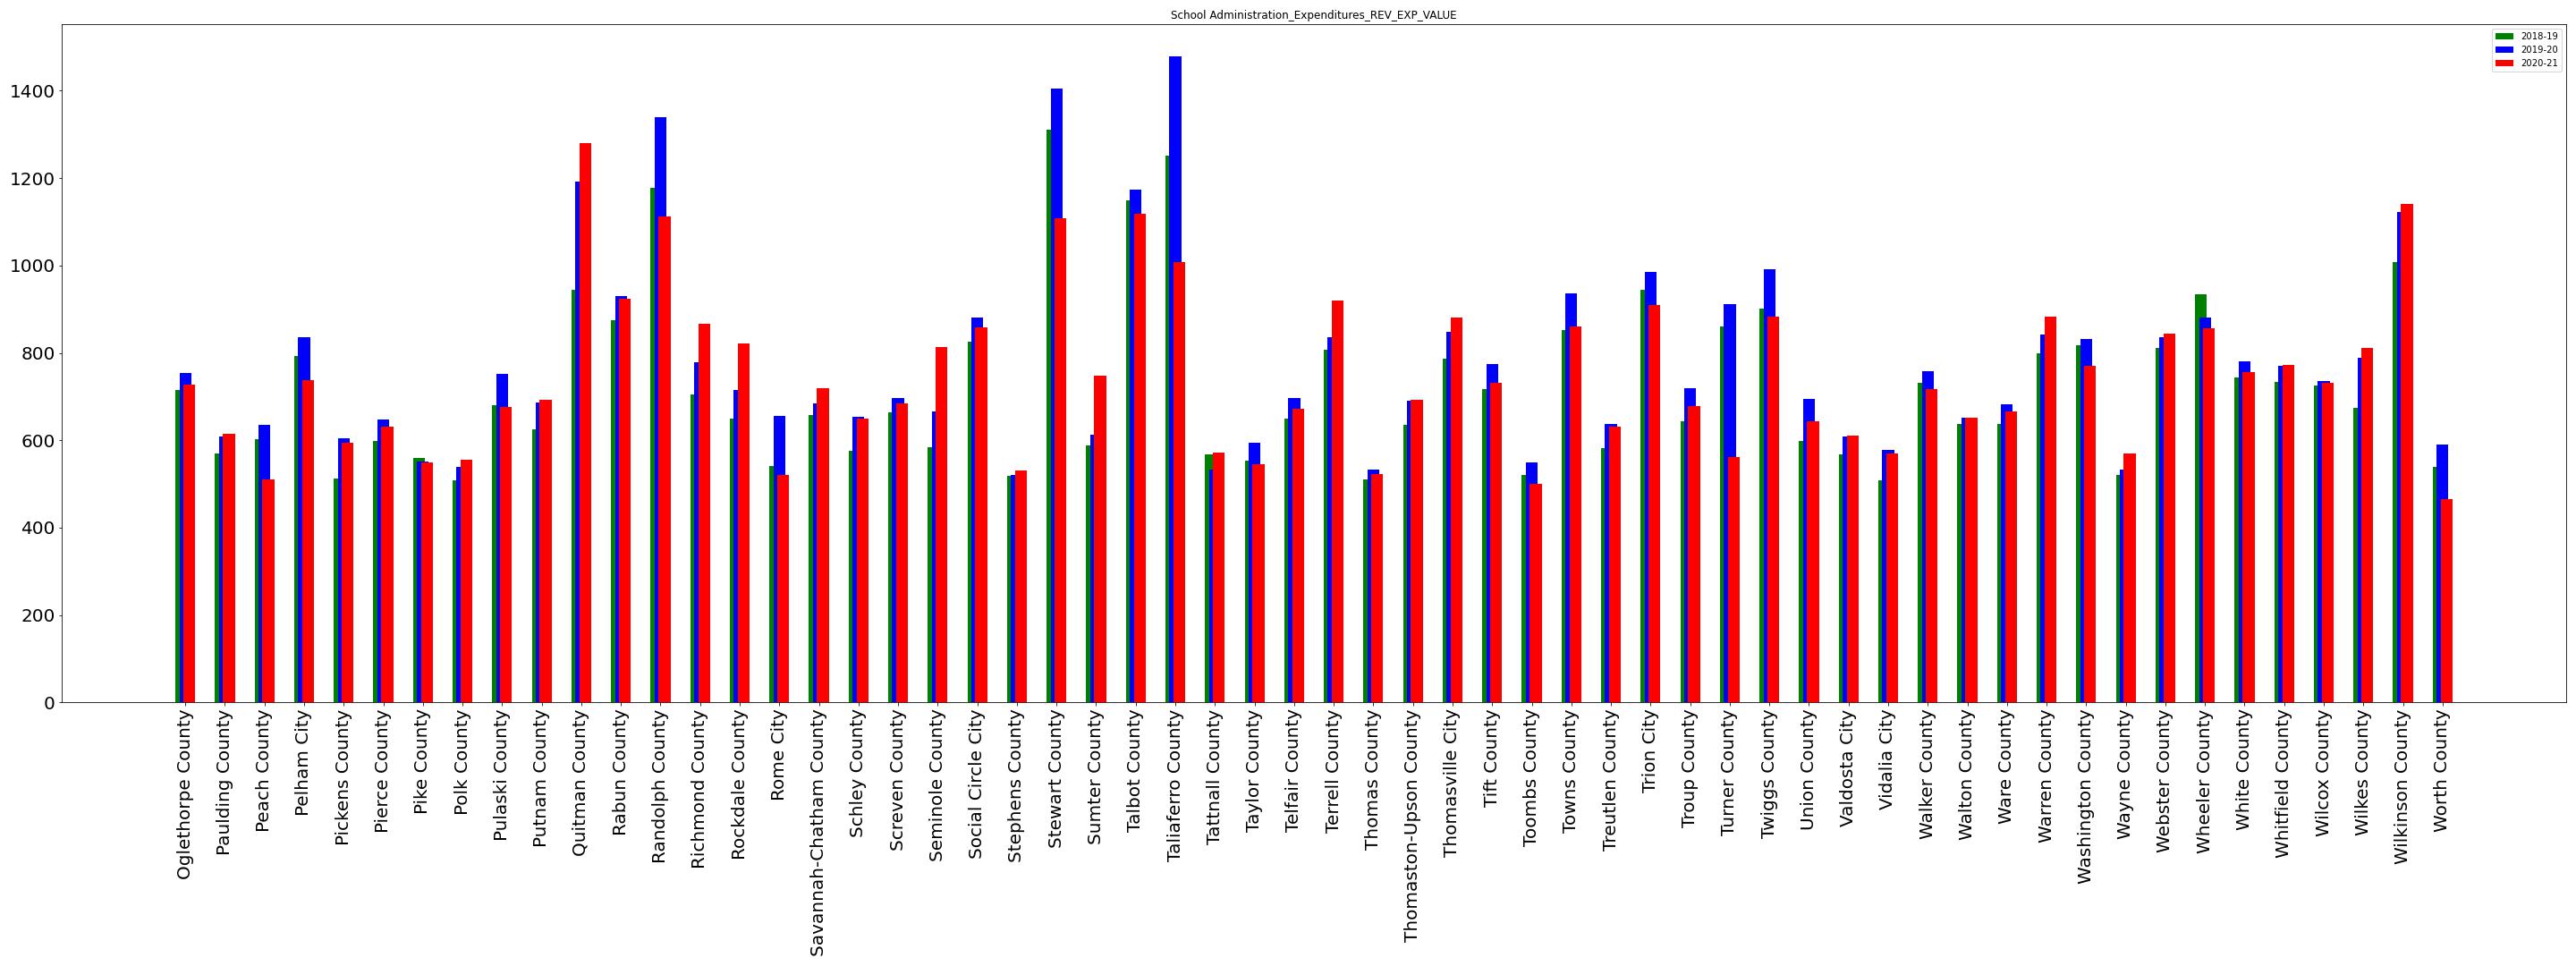 School Administration_Expenditures_REV_EXP_VALUE
2018-19
2019-20
2020-21
1400
1200
1000
800
600
400
200
0
Oglethorpe County
Paulding County
Peach County
Pelham City
Pickens County
Pierce County
Pike County
Polk County
Pulaski County
Putnam County
Quitman County
Rabun County
Randolph County
Richmond County
Rockdale County
Rome City
Savannah-Chatham County
Schley County
Screven County
Seminole County
Social Circle City
Stephens County
Stewart County
Sumter County
Talbot County
Taliaferro County
Tattnall County
Taylor County
Telfair County
Terrell County
Thomas County
Thomaston-Upson County
Thomasville City
Tift County
Toombs County
Towns County
Treutlen County
Trion City
Troup County
Turner County
Twiggs County
Union County
Valdosta City
Vidalia City
Walker County
Walton County
Ware County
Warren County
Washington County
Wayne County
Webster County
Wheeler County
White County
Whitfield County
Wilcox County
Wilkes County
Wilkinson County
Worth County